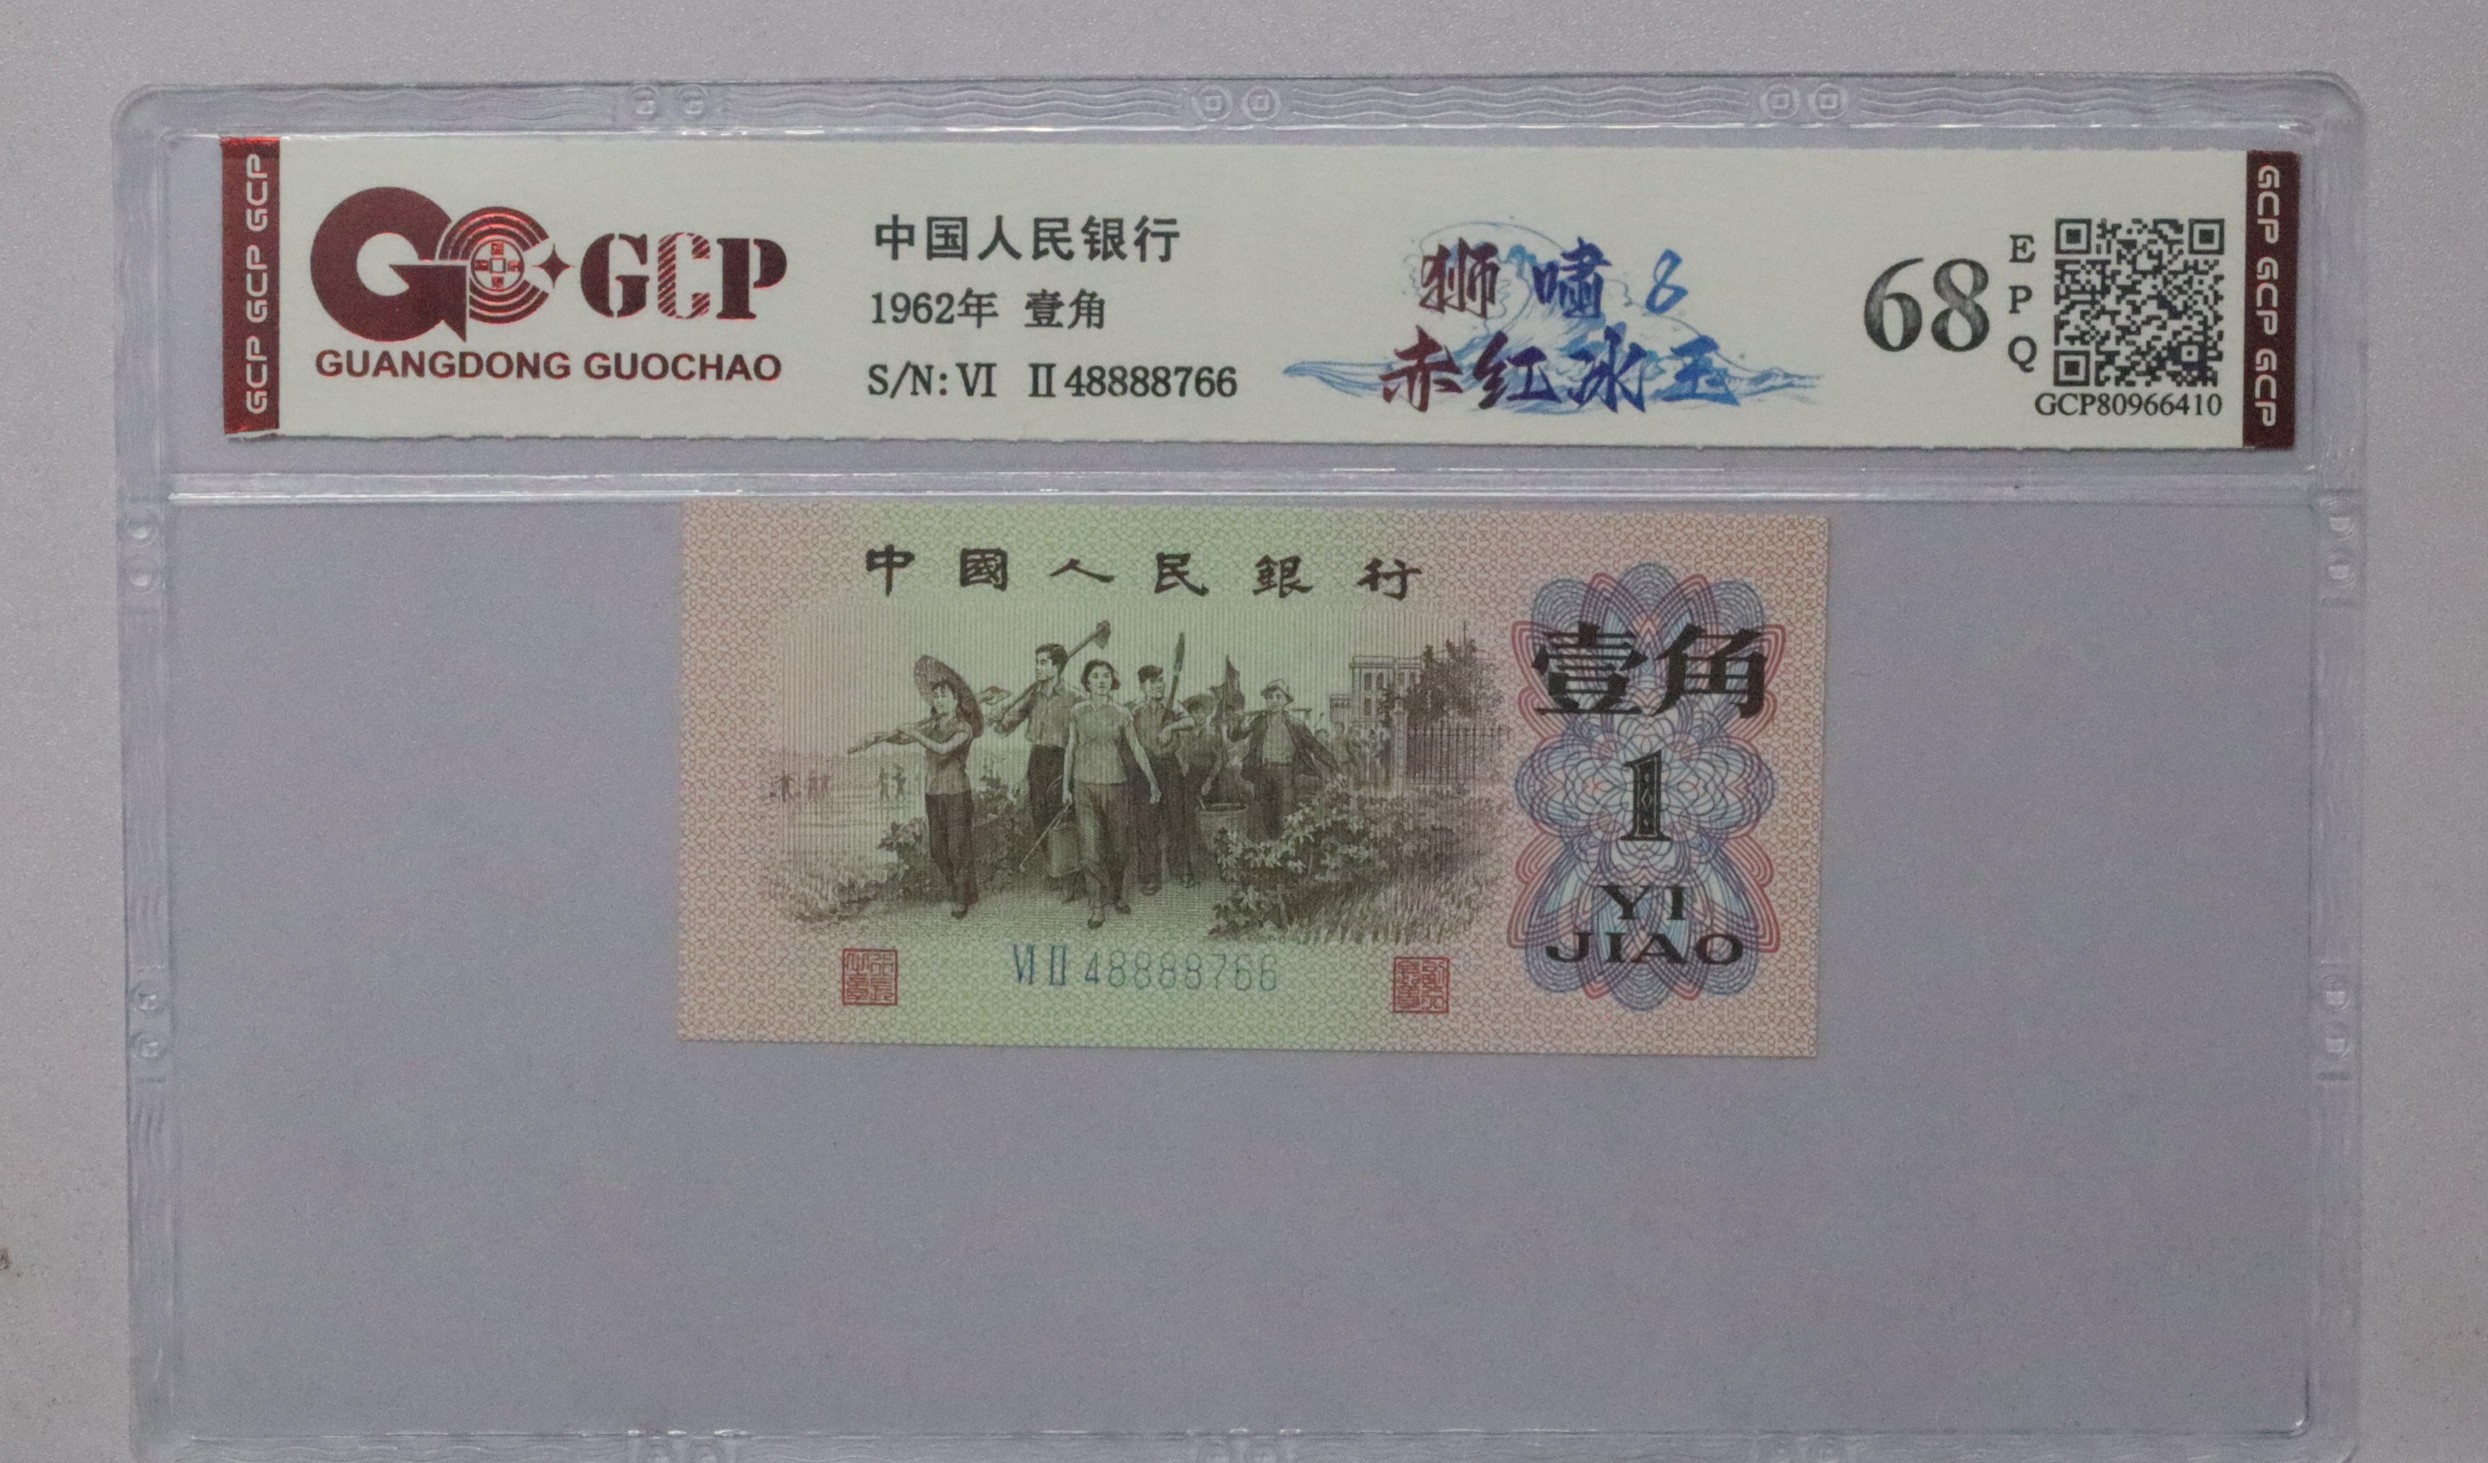 GCP GCP GCP
GCP
GUANGDONG GUOCHAO
中国人民银行
1962年 壹角
S/N: VI II 48888766
狮啸8
赤红冰玉
68
EPQ
GCP80966410
GCP GCP GCP
中國人民銀行
壹角
1
YI
JIAO
VI II 48888766